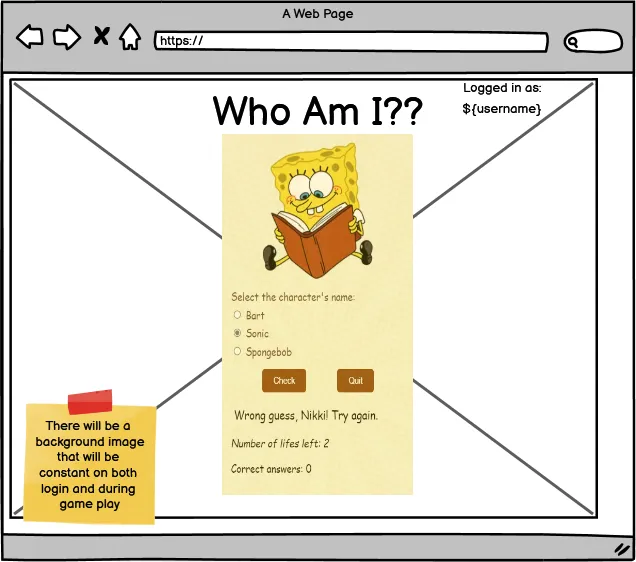 A Web Page
https://
Logged in as:
Who Am I??
${username}
Select the character's name:
Bart
Sonic
Spongebob
Check
Quit
Wrong guess, Nikki! Try again.
Number of lifes left: 2
Correct answers: 0
There will be a
background image
that will be
constant on both
login and during
game play